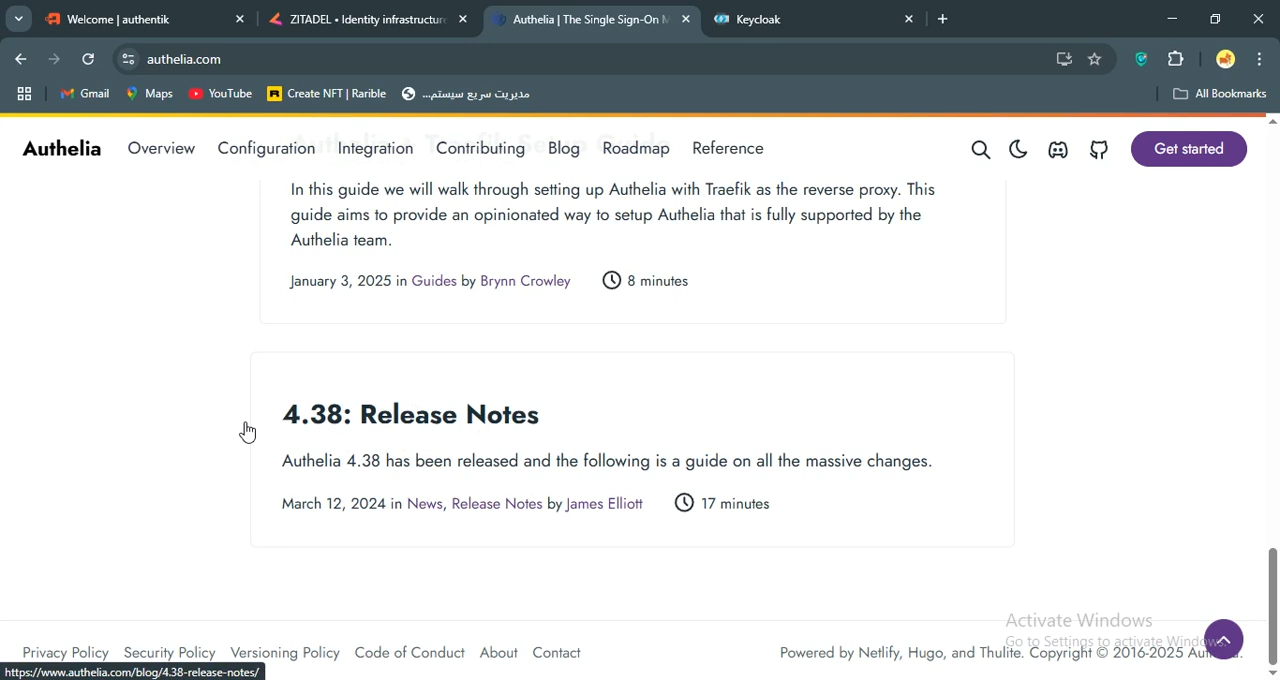 Welcome | authentik
ZITADEL • Identity infrastructure
Authelia | The Single Sign-On M
Keycloak
authelia.com
Gmail
Maps
YouTube
Create NFT | Rarible
مدیریت سریع سیستم...
All Bookmarks
Authelia
Overview
Configuration
Integration
Contributing
Blog
Roadmap
Reference
Get started
In this guide we will walk through setting up Authelia with Traefik as the reverse proxy. This
guide aims to provide an opinionated way to setup Authelia that is fully supported by the
Authelia team.
January 3, 2025 in Guides by Brynn Crowley 8 minutes
4.38: Release Notes
Authelia 4.38 has been released and the following is a guide on all the massive changes.
March 12, 2024 in News, Release Notes by James Elliott 17 minutes
Activate Windows
Go to Settings to activate Windows.
Privacy Policy Security Policy Versioning Policy Code of Conduct About Contact
Powered by Netlify, Hugo, and Thulite. Copyright © 2016-2025
https://www.authelia.com/blog/4.38-release-notes/